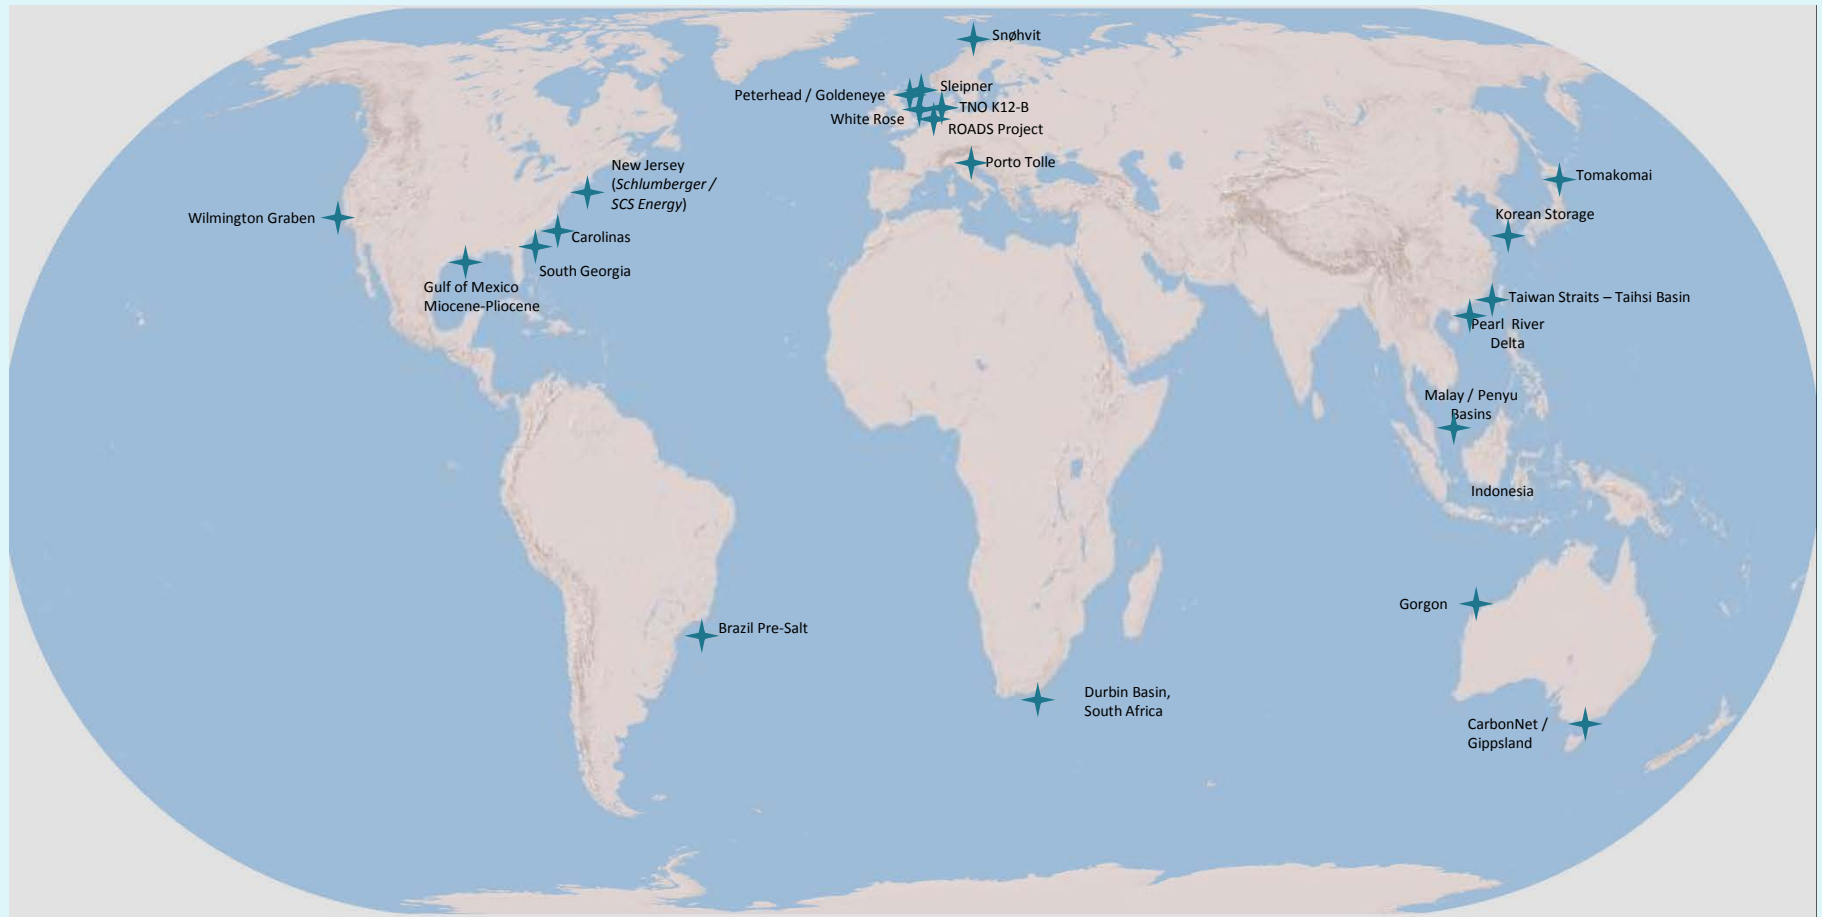 Snøhvit
Sleipner
Peterhead / Goldeneye
TNO K12-B
White Rose
ROADS Project
Porto Tolle
New Jersey
(Schlumberger /
SCS Energy)
Tomakomai
Wilmington Graben
Korean Storage
Carolinas
South Georgia
Gulf of Mexico
Miocene-Pliocene
Taiwan Straits – Taihsi Basin
Pearl River
Delta
Malay / Penyu
Basins
Indonesia
Gorgon
Brazil Pre-Salt
Durbin Basin,
South Africa
CarbonNet /
Gippsland